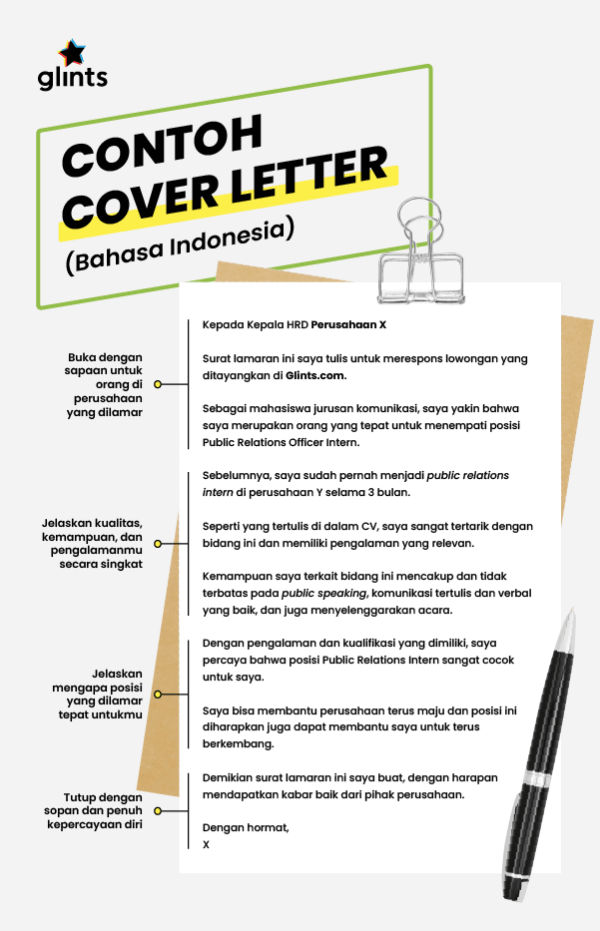 glints
CONTOH
COVER LETTER
(Bahasa Indonesia)
Buka dengan
sapaan untuk
orang di
perusahaan
yang dilamar
Kepada Kepala HRD Perusahaan X
Surat lamaran ini saya tulis untuk merespons lowongan yang
ditayangkan di Glints.com.
Sebagai mahasiswa jurusan komunikasi, saya yakin bahwa
saya merupakan orang yang tepat untuk menempati posisi
Public Relations Officer Intern.
Jelaskan kualitas,
kemampuan, dan
pengalamanmu
secara singkat
Sebelumnya, saya sudah pernah menjadi public relations
intern di perusahaan Y selama 3 bulan.
Seperti yang tertulis di dalam CV, saya sangat tertarik dengan
bidang ini dan memiliki pengalaman yang relevan.
Kemampuan saya terkait bidang ini mencakup dan tidak
terbatas pada public speaking, komunikasi tertulis dan verbal
yang baik, dan juga menyelenggarakan acara.
Jelaskan
mengapa posisi
yang dilamar
tepat untukmu
Dengan pengalaman dan kualifikasi yang dimiliki, saya
percaya bahwa posisi Public Relations Intern sangat cocok
untuk saya.
Saya bisa membantu perusahaan terus maju dan posisi ini
diharapkan juga dapat membantu saya untuk terus
berkembang.
Tutup dengan
sopan dan penuh
kepercayaan diri
Demikian surat lamaran ini saya buat, dengan harapan
mendapatkan kabar baik dari pihak perusahaan.
Dengan hormat,
X